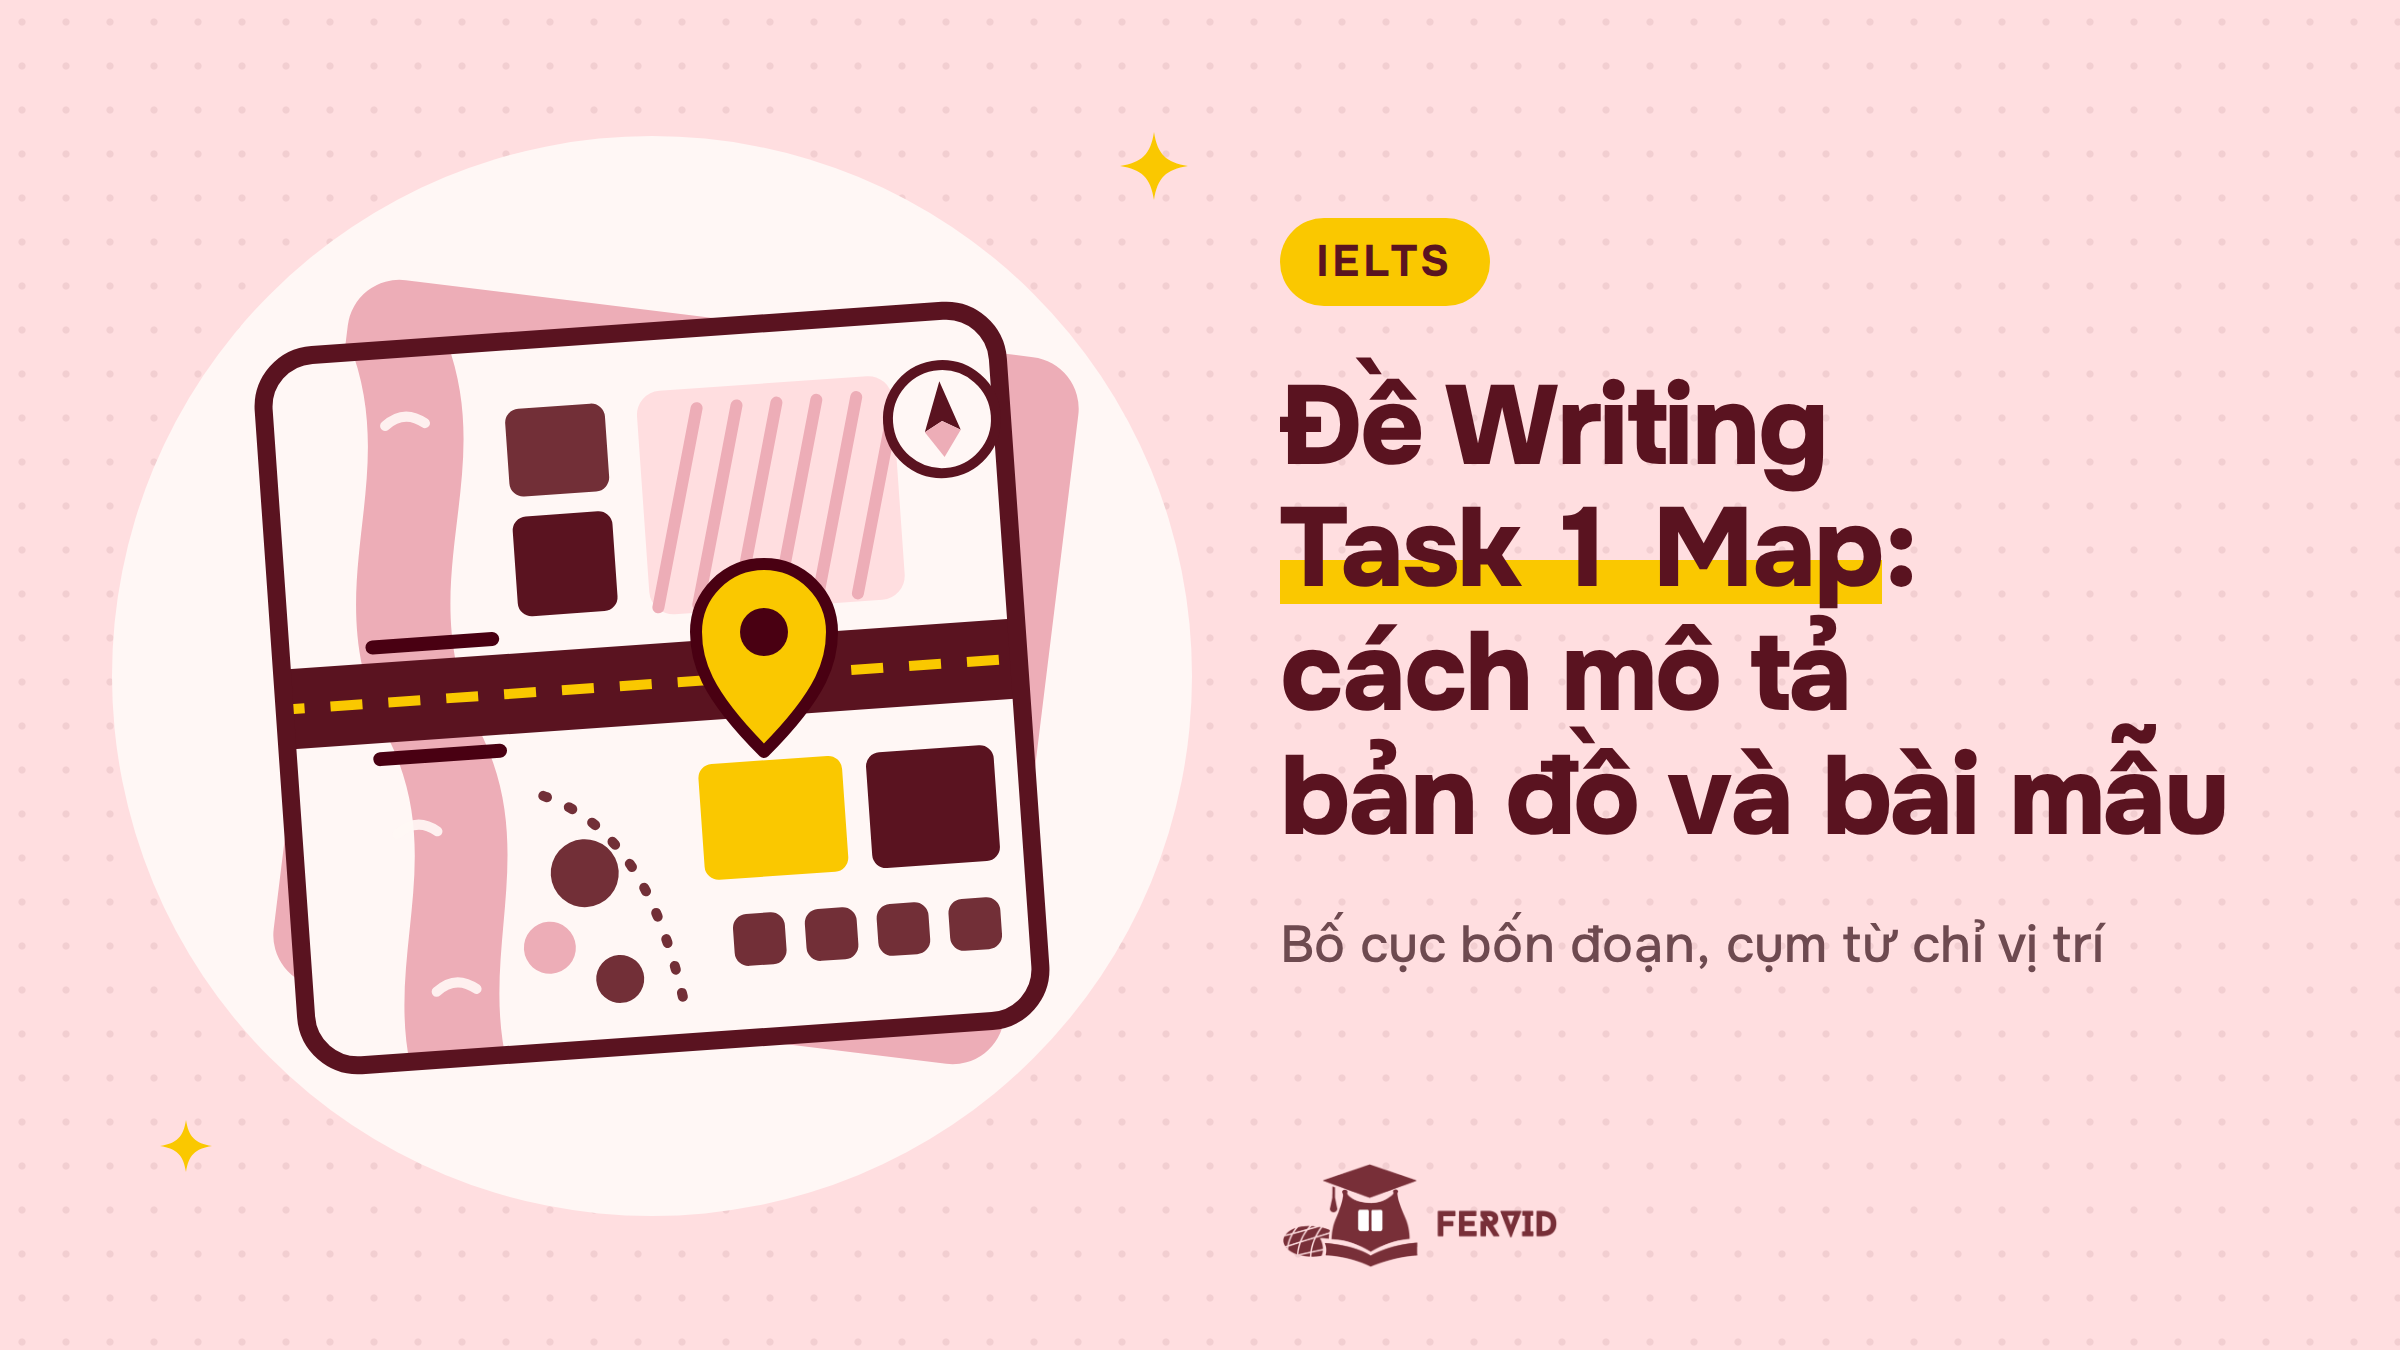 IELTS
Đề Writing
Task 1 Map:
cách mô tả
bản đồ và bài mẫu
Bố cục bốn đoạn, cụm từ chỉ vị trí
FERVID